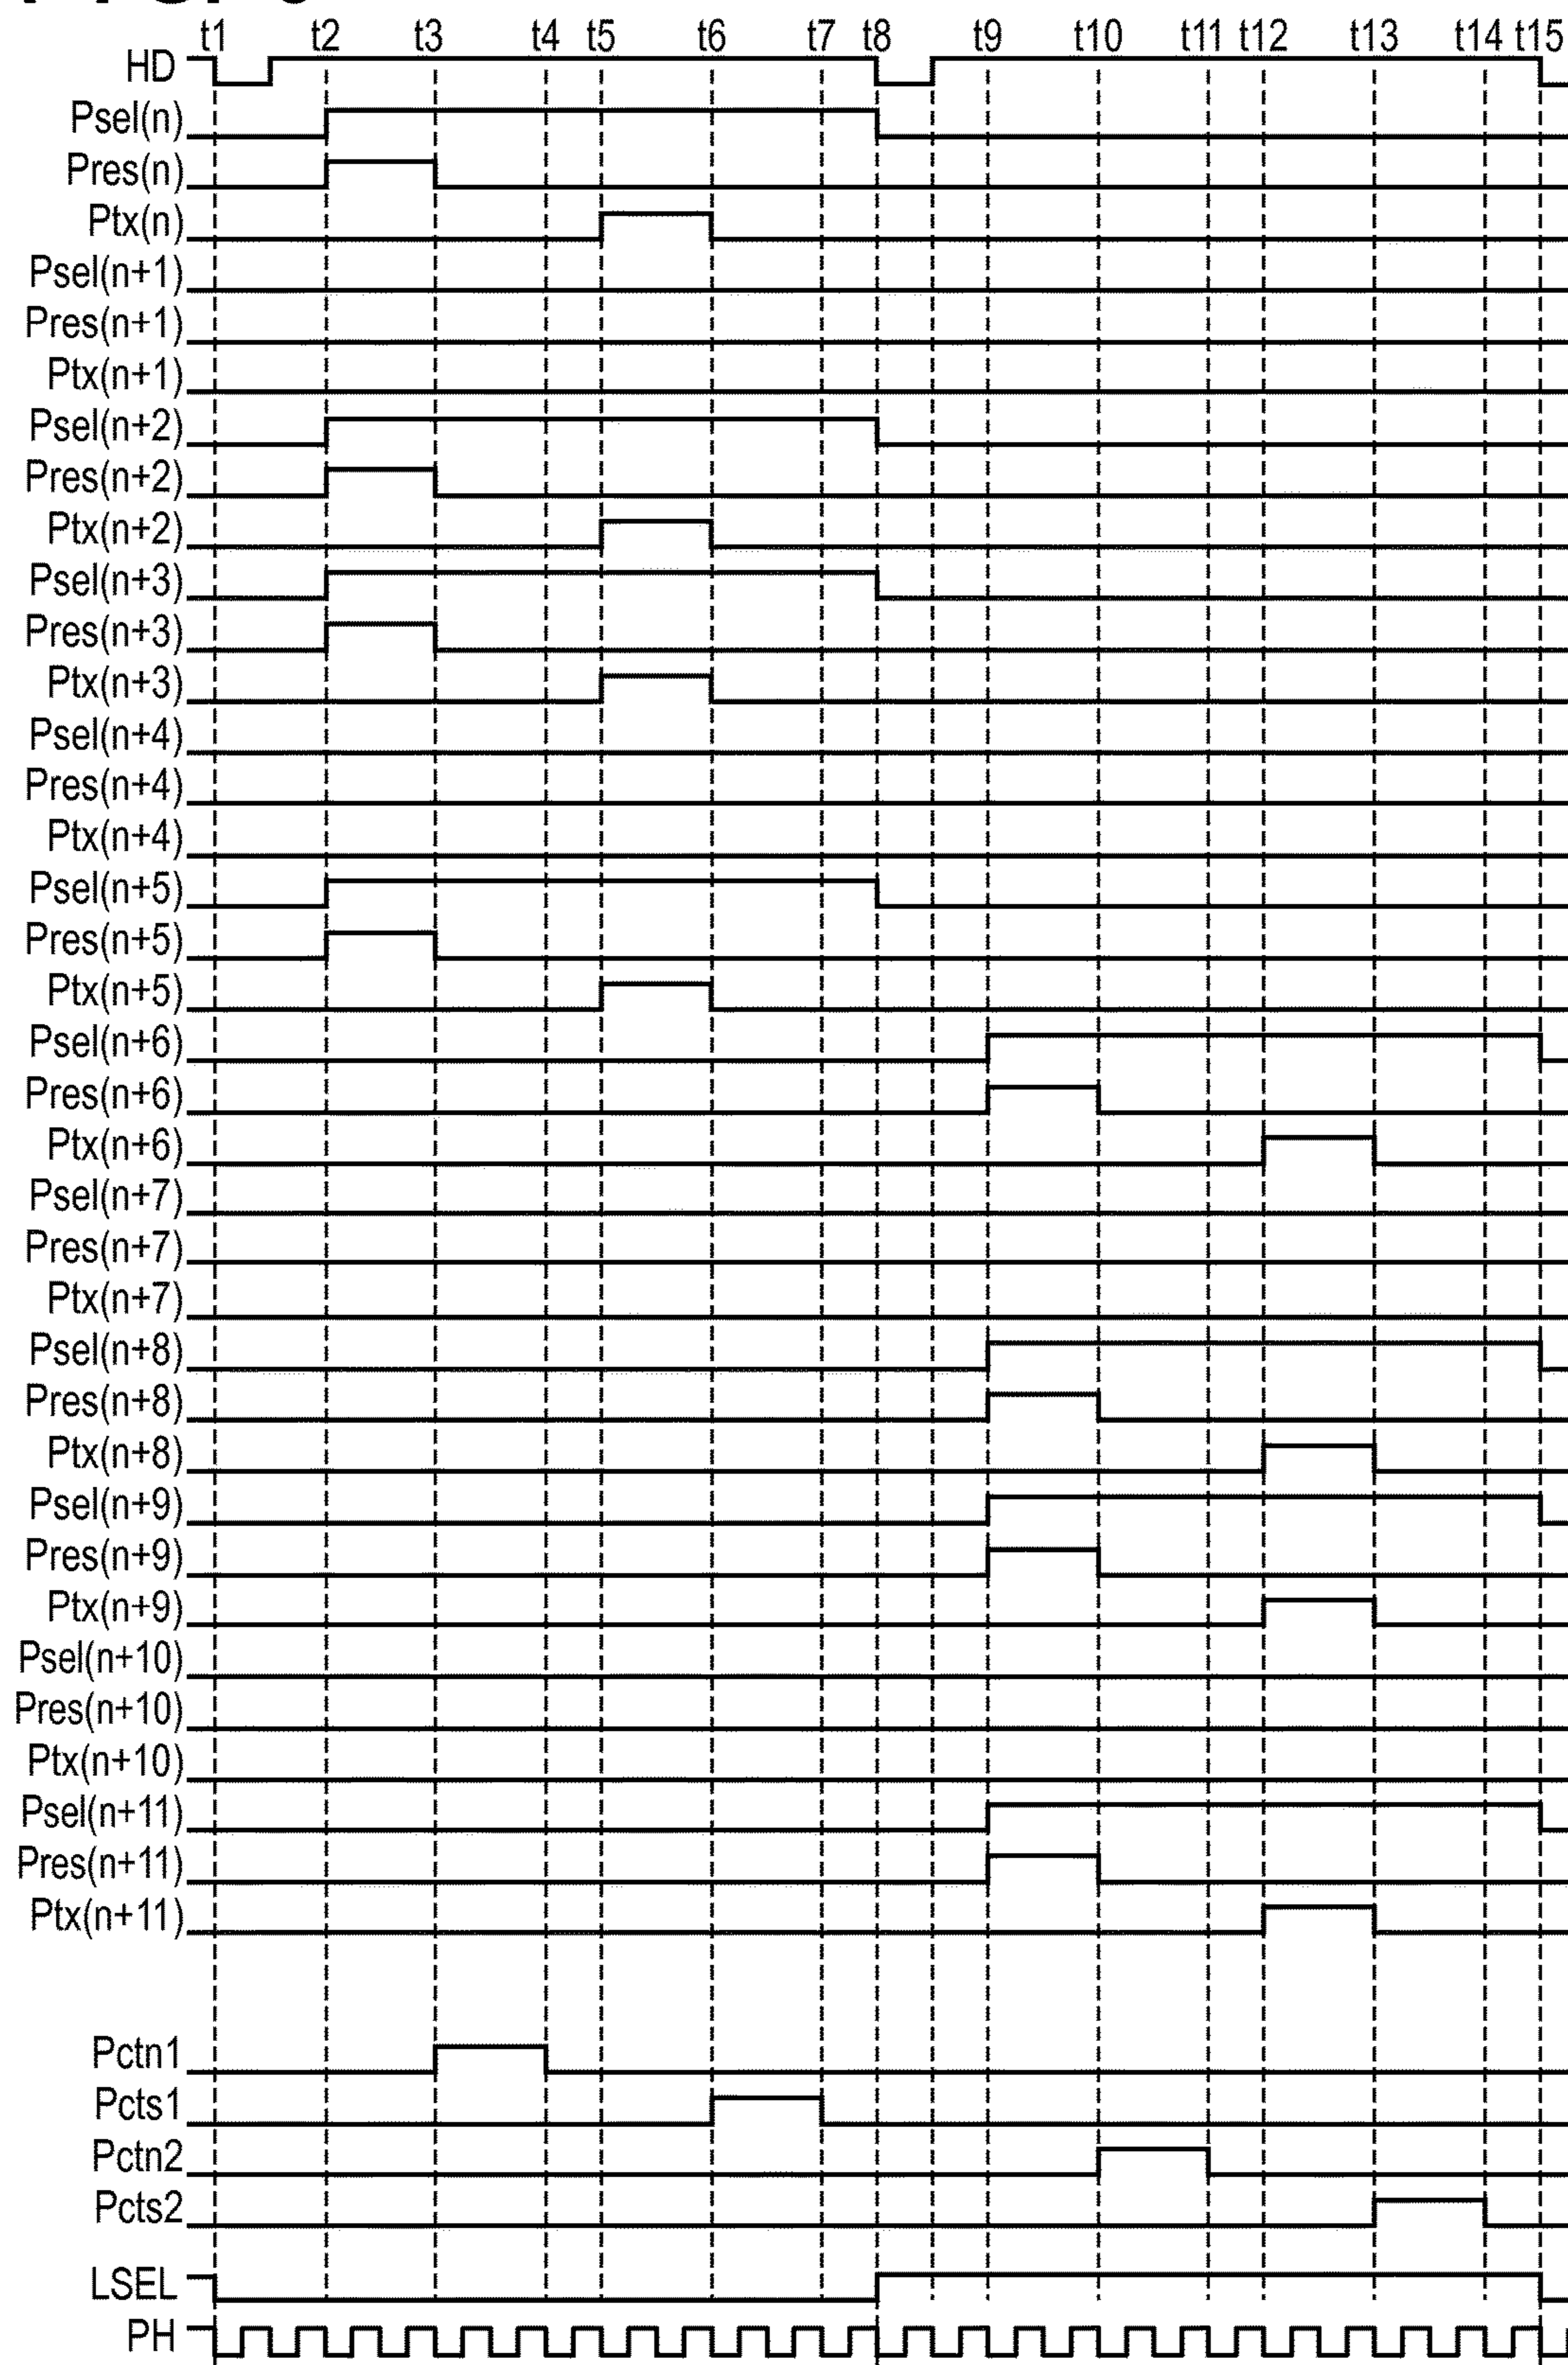 t1 t2 t3 t4 t5 t6 t7 t8 t9 t10 t11 t12 t13 t14 t15
HD
Psel(n)
Pres(n)
Ptx(n)
Psel(n+1)
Pres(n+1)
Ptx(n+1)
Psel(n+2)
Pres(n+2)
Ptx(n+2)
Psel(n+3)
Pres(n+3)
Ptx(n+3)
Psel(n+4)
Pres(n+4)
Ptx(n+4)
Psel(n+5)
Pres(n+5)
Ptx(n+5)
Psel(n+6)
Pres(n+6)
Ptx(n+6)
Psel(n+7)
Pres(n+7)
Ptx(n+7)
Psel(n+8)
Pres(n+8)
Ptx(n+8)
Psel(n+9)
Pres(n+9)
Ptx(n+9)
Psel(n+10)
Pres(n+10)
Ptx(n+10)
Psel(n+11)
Pres(n+11)
Ptx(n+11)
Pctn1
Pcts1
Pctn2
Pcts2
LSEL
PH